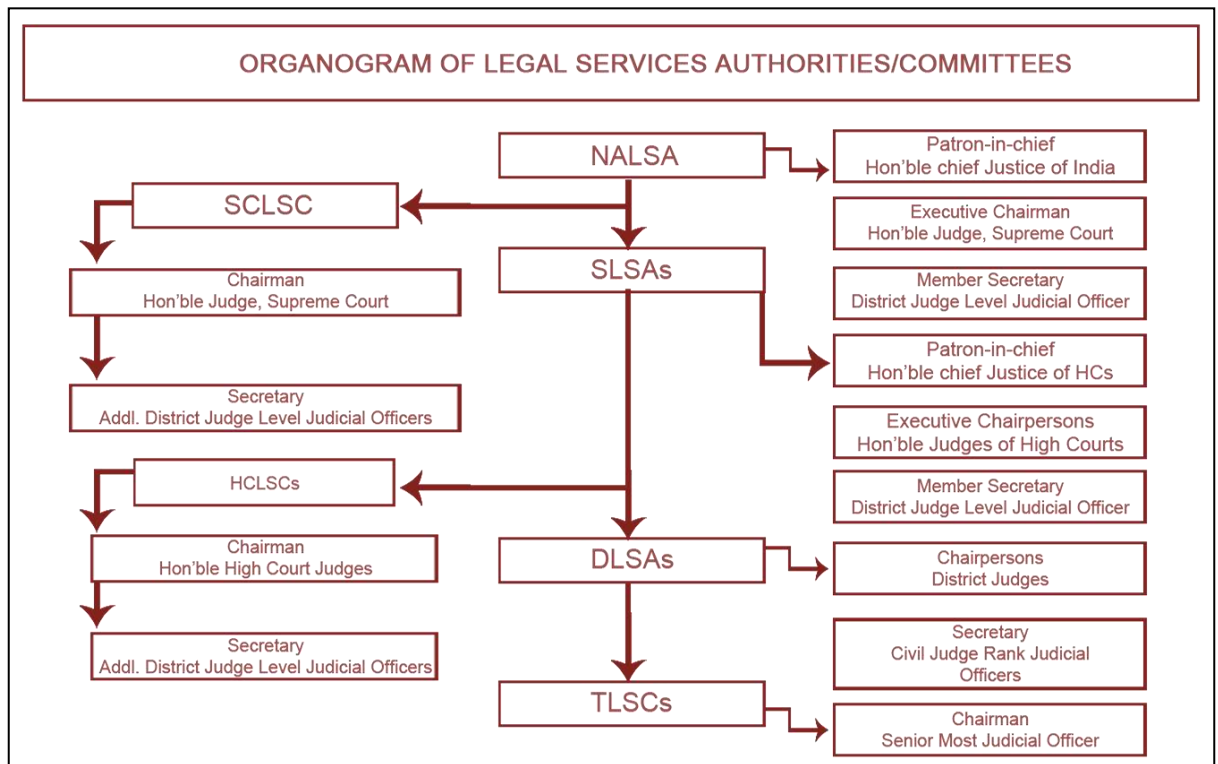 ORGANOGRAM OF LEGAL SERVICES AUTHORITIES/COMMITTEES
NALSA
Patron-in-chief
Hon'ble chief Justice of India
SCLSC
Executive Chairman
Hon'ble Judge, Supreme Court
SLSAs
Chairman
Hon'ble Judge, Supreme Court
Member Secretary
District Judge Level Judicial Officer
Patron-in-chief
Hon'ble chief Justice of HCs
Secretary
Addl. District Judge Level Judicial Officers
Executive Chairpersons
Hon'ble Judges of High Courts
HCLSCs
Member Secretary
District Judge Level Judicial Officer
Chairman
Hon'ble High Court Judges
DLSAs
Chairpersons
District Judges
Secretary
Addl. District Judge Level Judicial Officers
Secretary
Civil Judge Rank Judicial
Officers
TLSCs
Chairman
Senior Most Judicial Officer